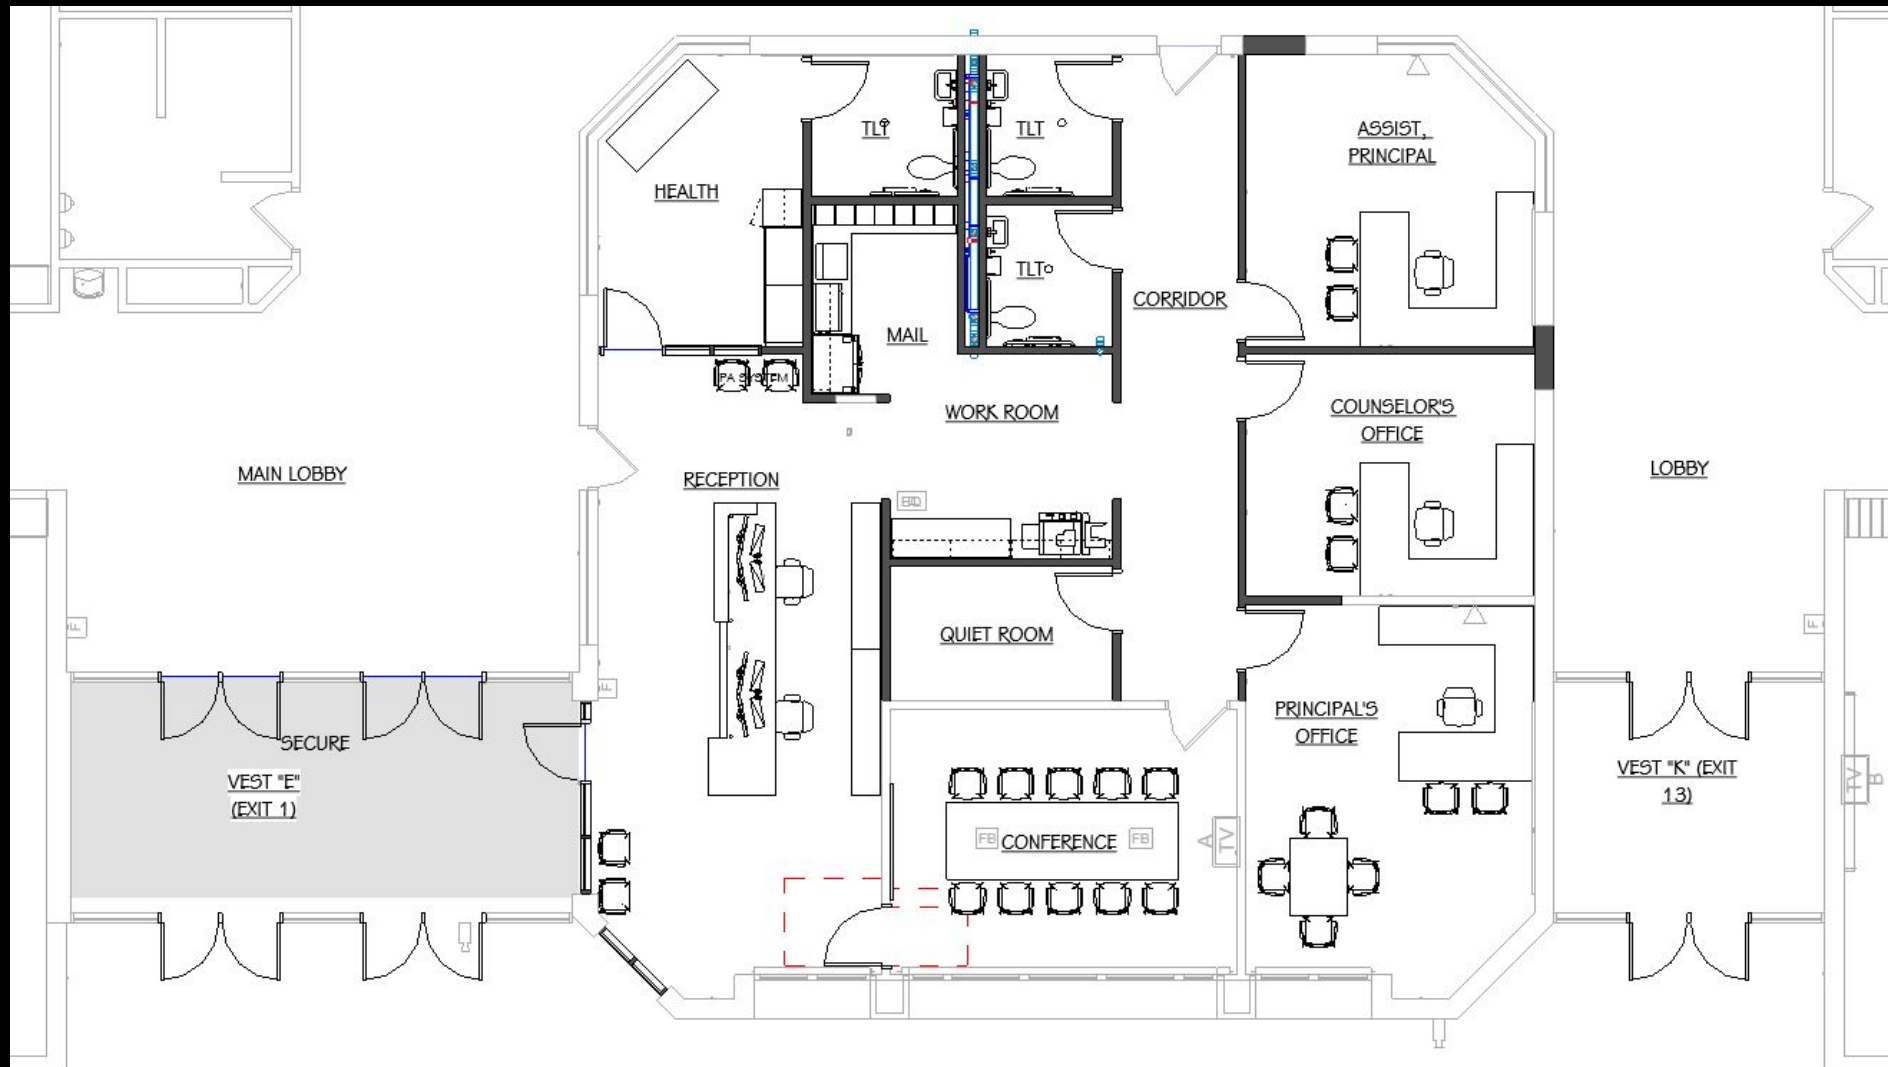 TLT
TLT
ASSIST,
PRINCIPAL
HEALTH
TLT
CORRIDOR
MAIL
PA SYSTEM
WORK ROOM
COUNSELOR'S
OFFICE
MAIN LOBBY
RECEPTION
LOBBY
F
QUIET ROOM
F
F
PRINCIPAL'S
OFFICE
SECURE
VEST "E"
(EXIT 1)
VEST "K" (EXIT
13)
TV
B
FB
CONFERENCE
FB
A
TV